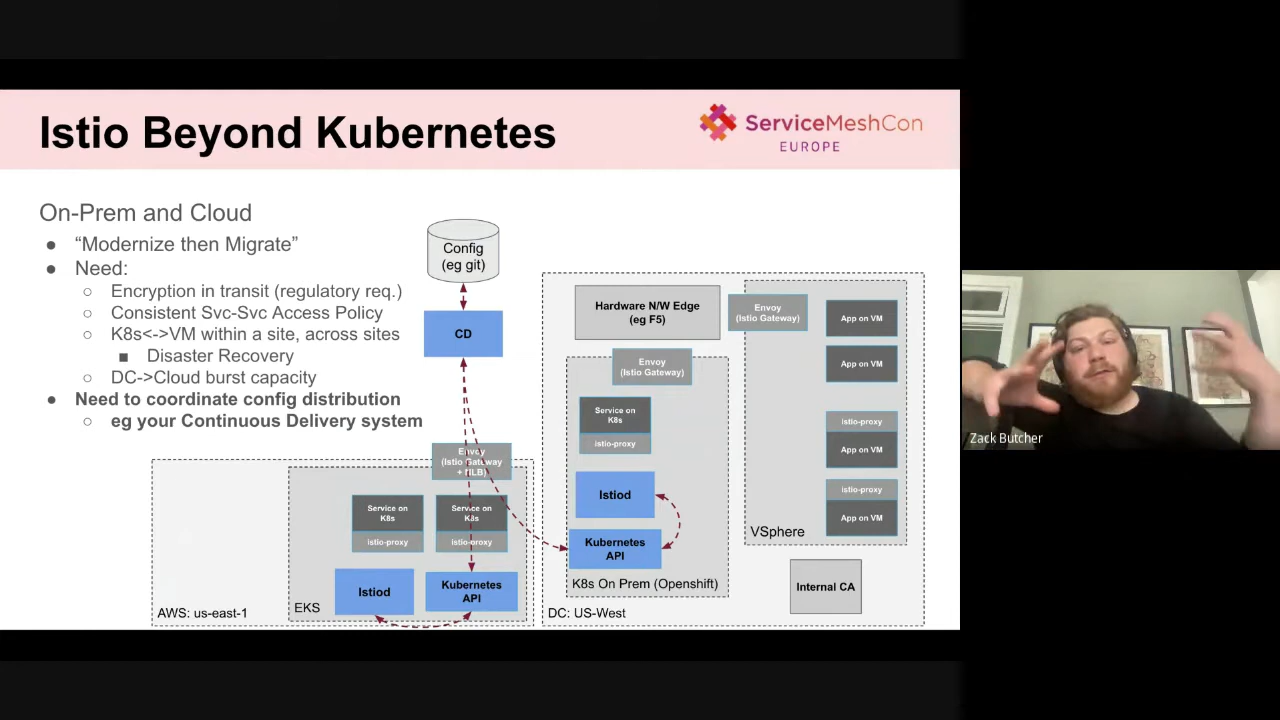 Istio Beyond Kubernetes
ServiceMeshCon
EUROPE
On-Prem and Cloud
● “Modernize then Migrate”
● Need:
○ Encryption in transit (regulatory req.)
○ Consistent Svc-Svc Access Policy
○ K8s<->VM within a site, across sites
■ Disaster Recovery
○ DC->Cloud burst capacity
● Need to coordinate config distribution
○ eg your Continuous Delivery system
Config
(eg git)
CD
Envoy
(Istio Gateway
+ NLB)
Service on
K8s
istio-proxy
Service on
K8s
istio-proxy
Istiod
Kubernetes
API
EKS
AWS: us-east-1
Hardware N/W Edge
(eg F5)
Envoy
(Istio Gateway)
Envoy
(Istio Gateway)
Service on
K8s
istio-proxy
Istiod
Kubernetes
API
K8s On Prem (Openshift)
DC: US-West
App on VM
App on VM
istio-proxy
App on VM
istio-proxy
App on VM
VSphere
Internal CA
Zack Butcher